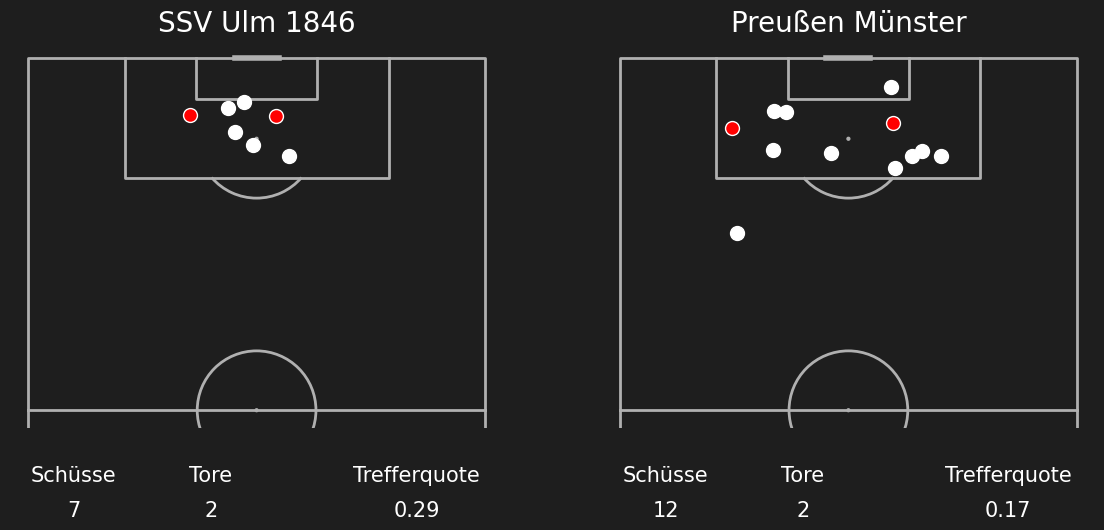 SSV Ulm 1846
Preußen Münster
Schüsse Tore Trefferquote
7 2 0.29
Schüsse Tore Trefferquote
12 2 0.17